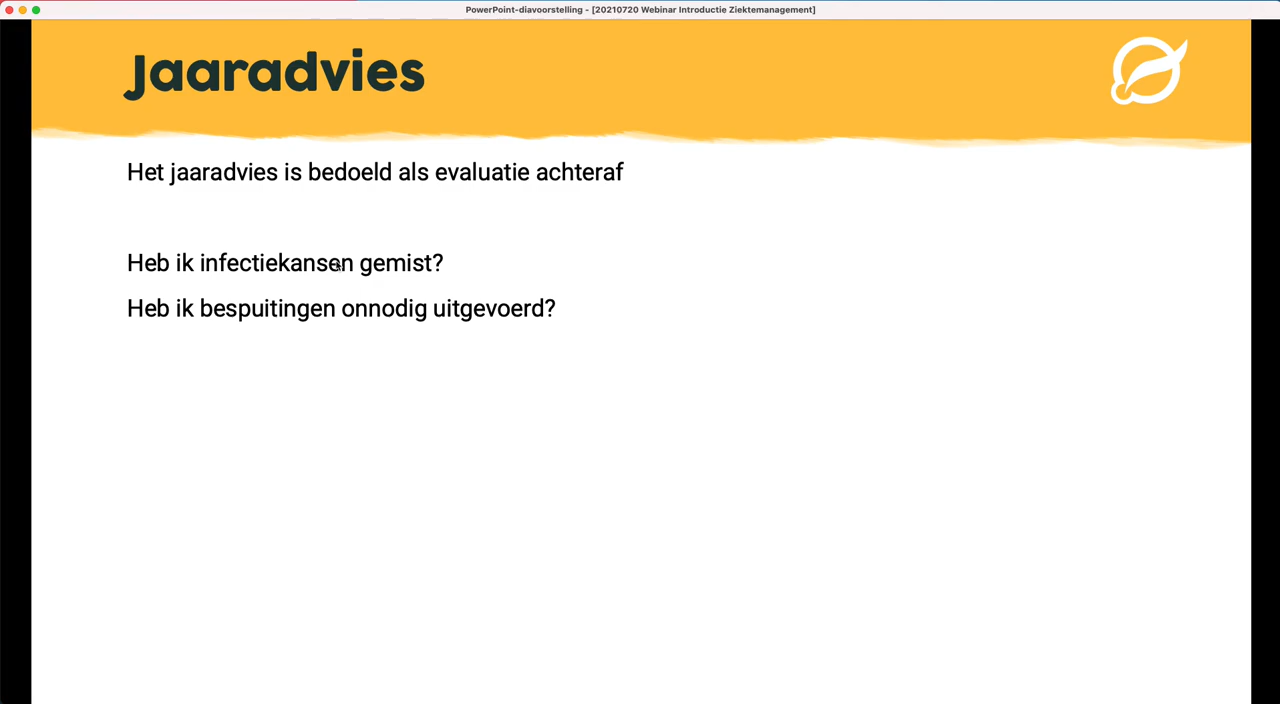 PowerPoint-diavoorstelling - [20210720 Webinar Introductie Ziektemanagement]
Jaaradvies
Het jaaradvies is bedoeld als evaluatie achteraf
Heb ik infectiekansen gemist?
Heb ik bespuitingen onnodig uitgevoerd?